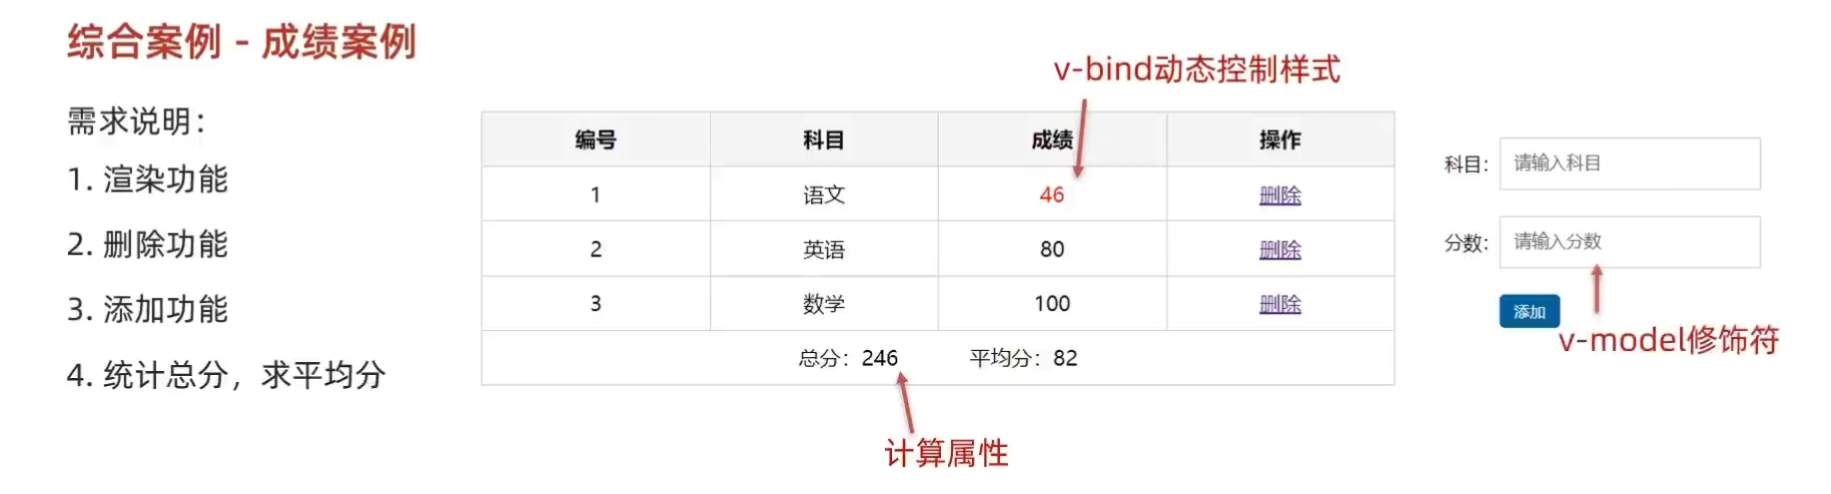 综合案例 - 成绩案例
需求说明：
1. 渲染功能
2. 删除功能
3. 添加功能
4. 统计总分，求平均分
v-bind动态控制样式
编号 科目 成绩 操作
1 语文 46 删除
2 英语 80 删除
3 数学 100 删除
总分：246 平均分：82
计算属性
科目： 请输入科目
分数： 请输入分数
添加
v-model修饰符